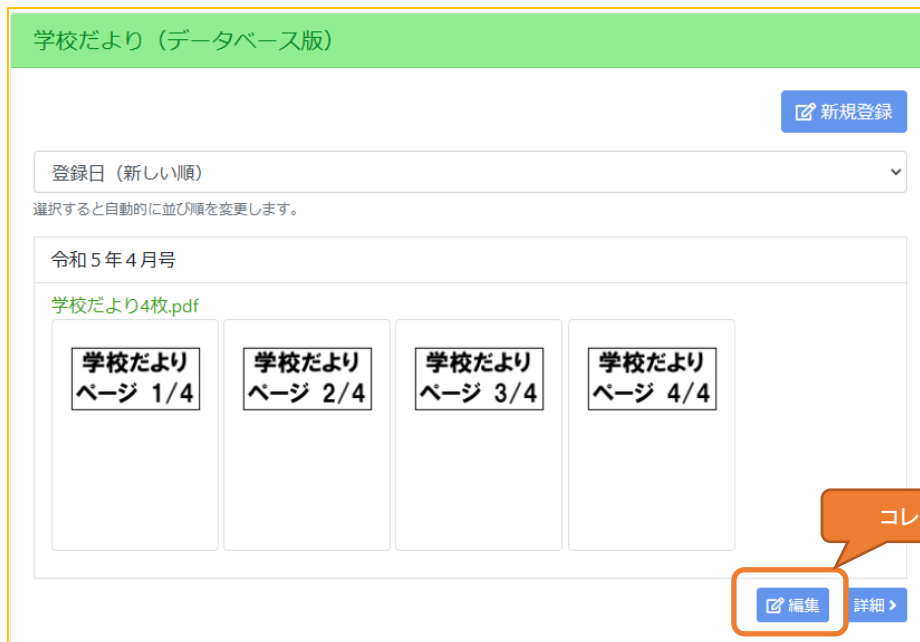 学校だより（データベース版）
新規登録
登録日（新しい順）
選択すると自動的に並び順を変更します。
令和５年４月号
学校だより4枚.pdf
学校だより
ページ 1/4
学校だより
ページ 2/4
学校だより
ページ 3/4
学校だより
ページ 4/4
コレ
編集
詳細